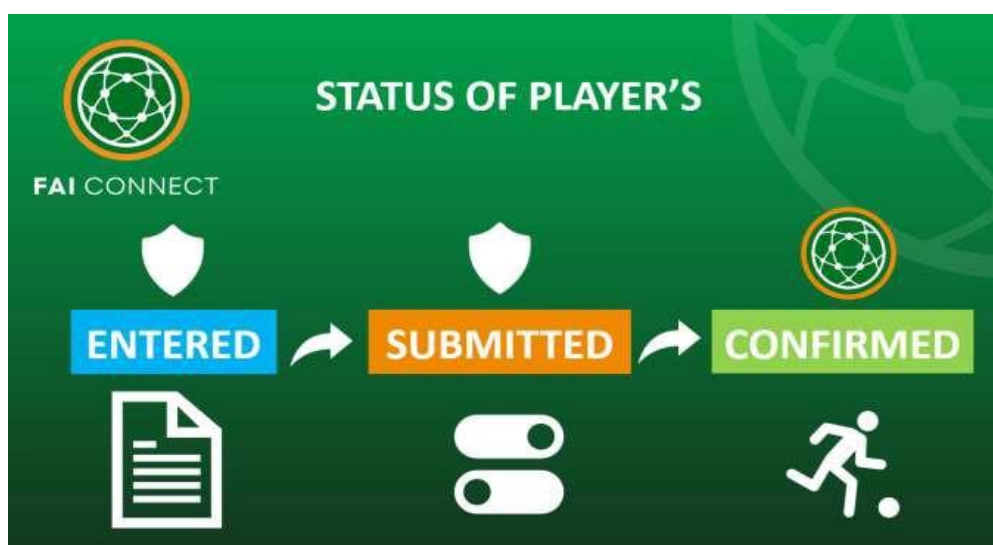 STATUS OF PLAYER'S
FAI CONNECT
ENTERED
SUBMITTED
CONFIRMED